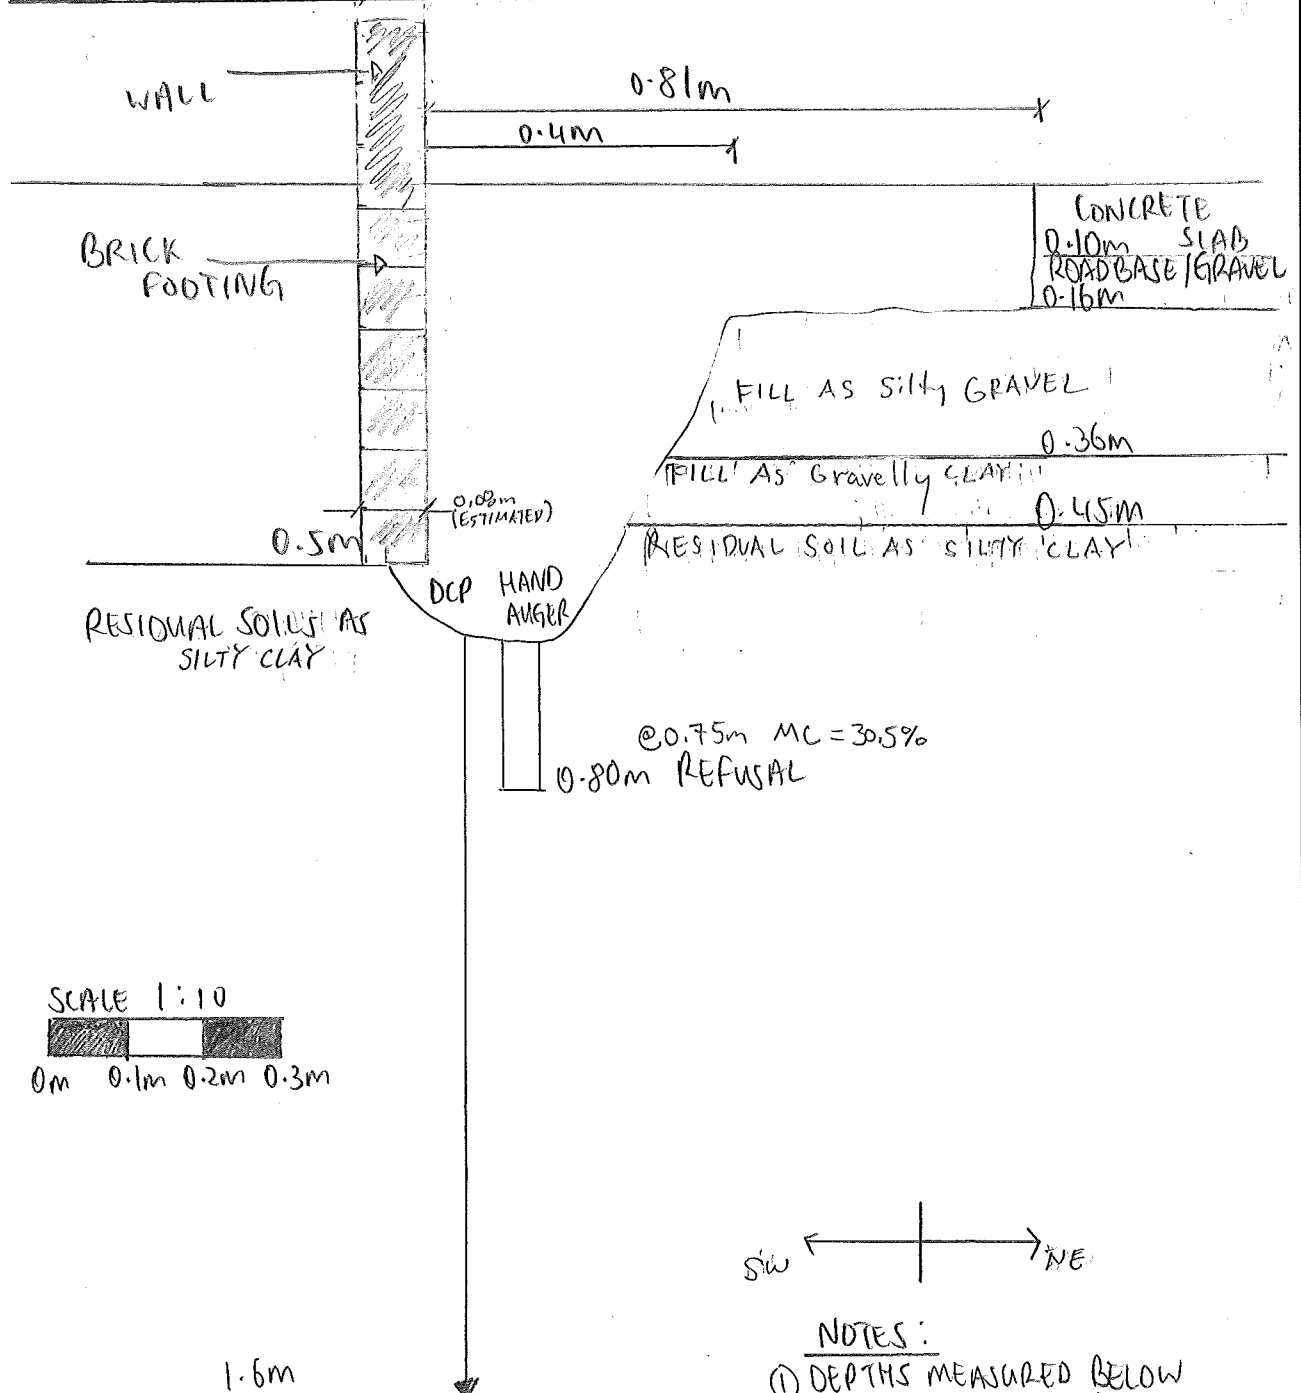 0.81m
WALL
0.4m
CONCRETE
0.10m SLAB
ROADBASE/GRAVEL
0.16m
BRICK
FOOTING
FILL AS Silty GRAVEL
0.36m
FILL AS Gravelly CLAY
0.08m
(ESTIMATED)
0.45m
0.5m
RESIDUAL SOIL AS SILTY CLAY
DCP
HAND
AUGER
RESIDUAL SOILS AS
SILTY CLAY
@0.75m MC = 30.5%
0.80m REFUSAL
SCALE 1:10
0m 0.1m 0.2m 0.3m
SW
NE
NOTES:
1.6m
① DEPTHS MEASURED BELOW